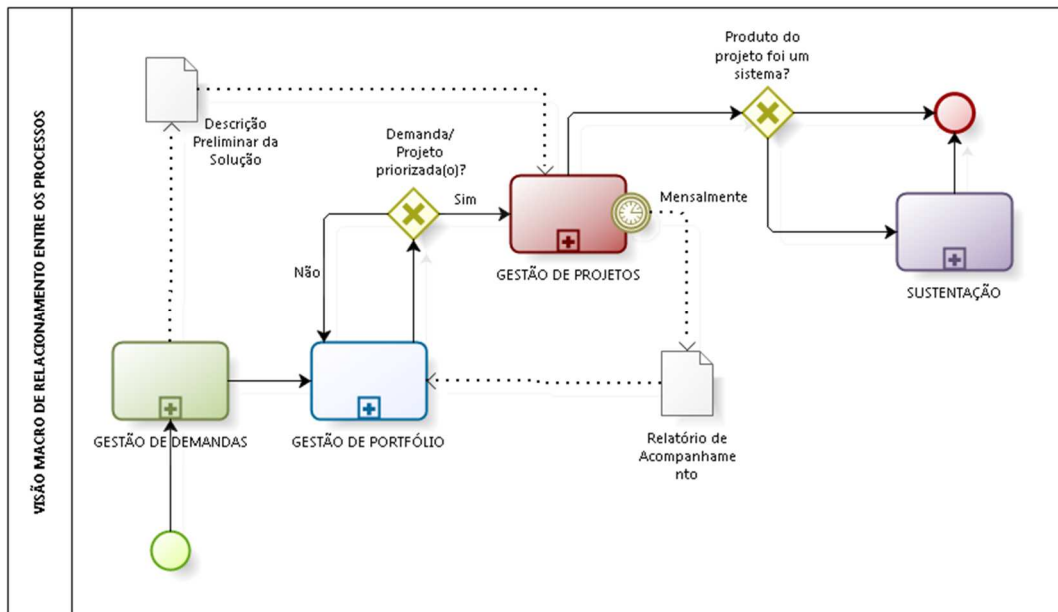 VISÃO MACRO DE RELACIONAMENTO ENTRE OS PROCESSOS
Produto do
projeto foi um
sistema?
Descrição
Preliminar da
Solução
Demanda/
Projeto
priorizada(o)?
Sim
Mensalmente
Não
GESTÃO DE PROJETOS
SUSTENTAÇÃO
GESTÃO DE DEMANDAS
GESTÃO DE PORTFÓLIO
Relatório de
Acompanhame
nto